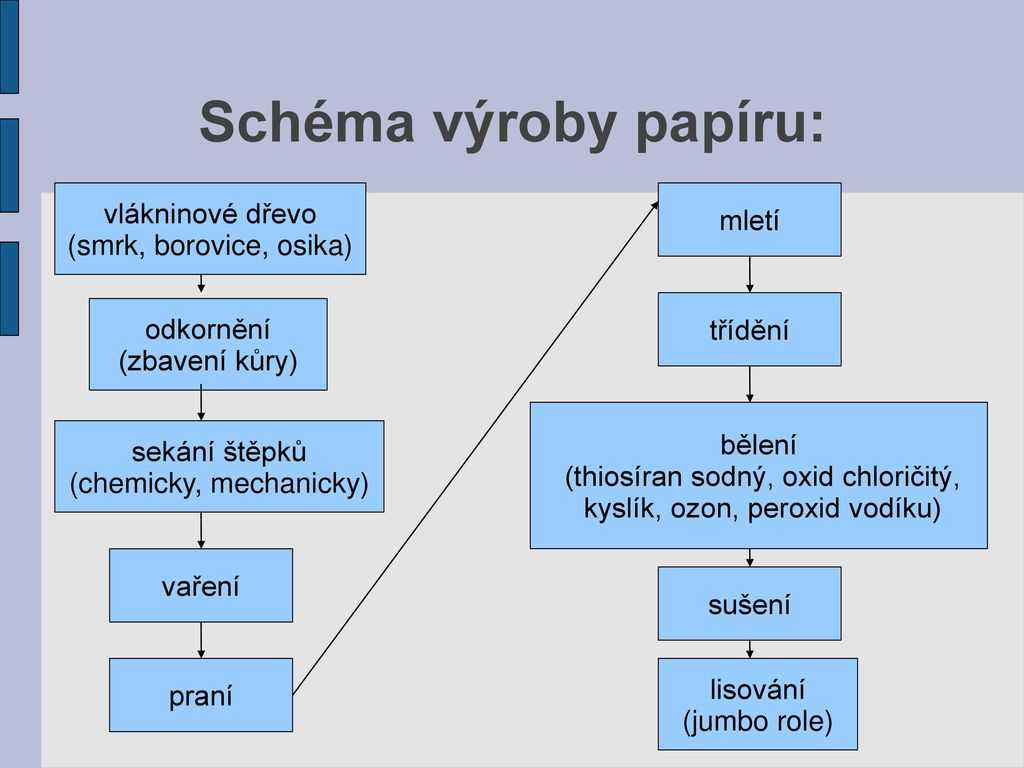 Schéma výroby papíru:
vlákninové dřevo
(smrk, borovice, osika)
odkornění
(zbavení kůry)
sekání štěpků
(chemicky, mechanicky)
vaření
praní
mletí
třídění
bělení
(thiosíran sodný, oxid chloričitý,
kyslík, ozon, peroxid vodíku)
sušení
lisování
(jumbo role)